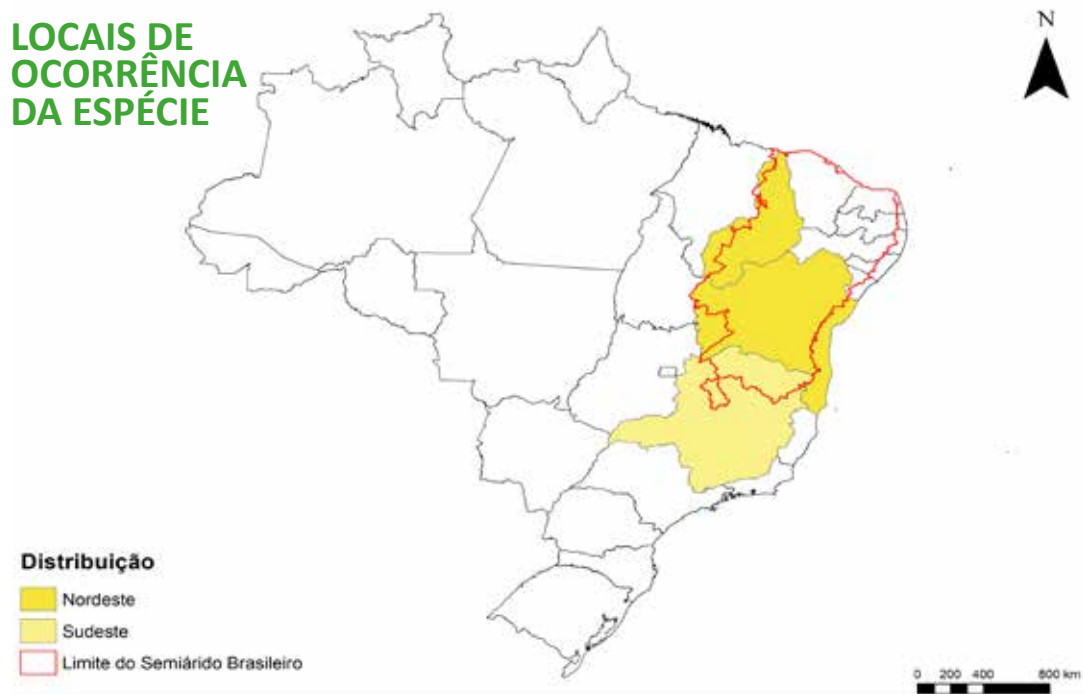 LOCAIS DE
OCORRÊNCIA
DA ESPÉCIE
N
Distribuição
Nordeste
Sudeste
Limite do Semiárido Brasileiro
0 200 400 800 km